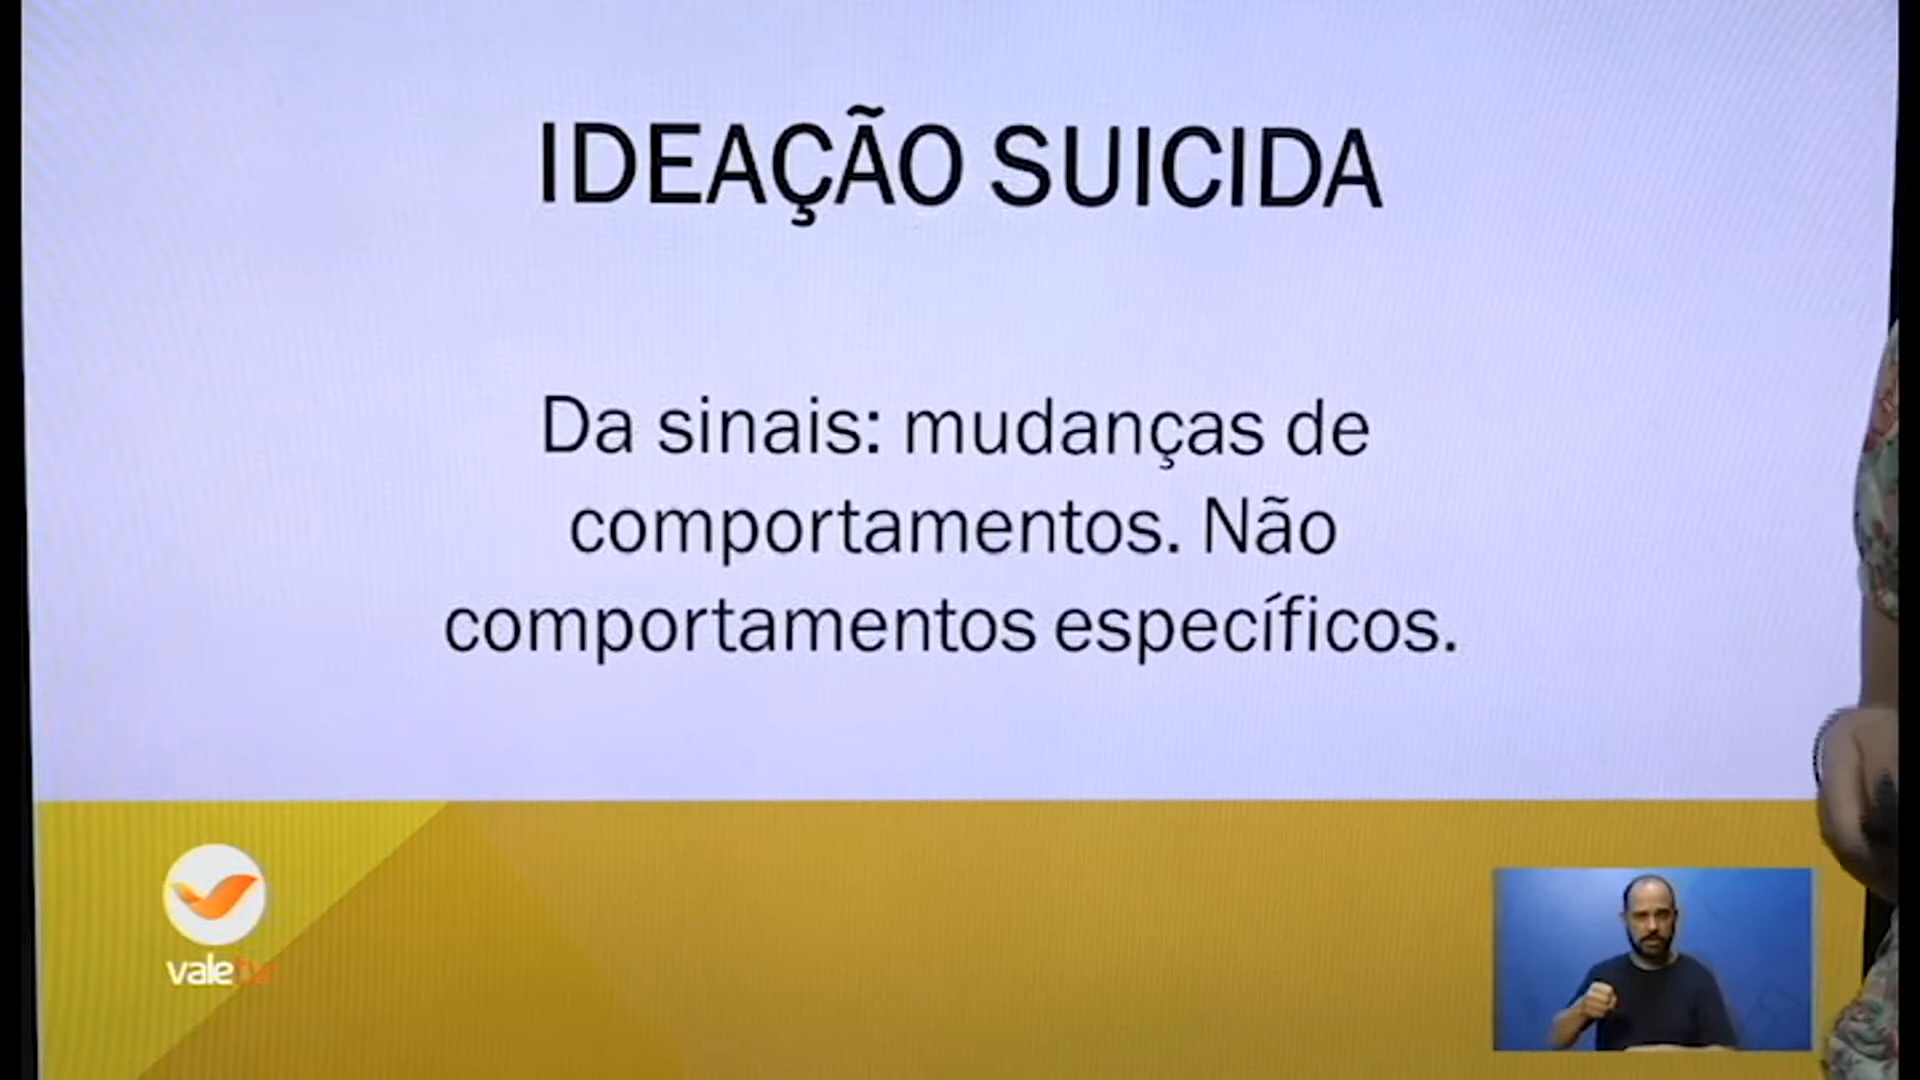 IDEAÇÃO SUICIDA
Da sinais: mudanças de
comportamentos. Não
comportamentos específicos.
valetv